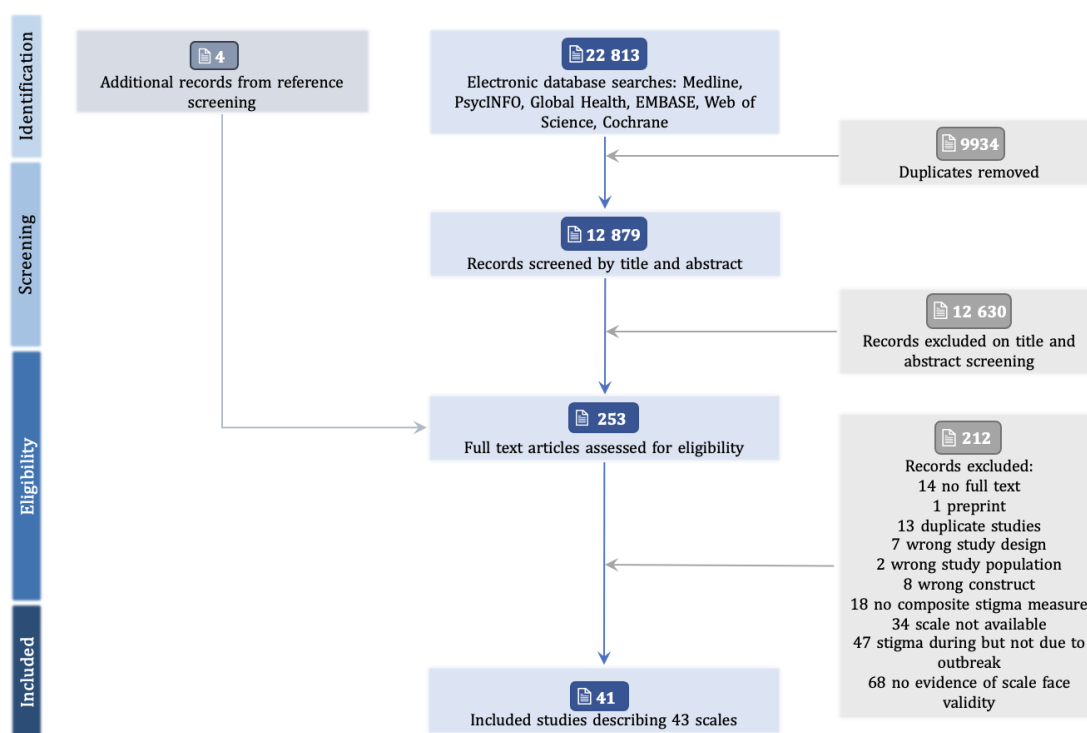 Identification
4
Additional records from reference
screening
22 813
Electronic database searches: Medline,
PsycINFO, Global Health, EMBASE, Web of
Science, Cochrane
9934
Duplicates removed
Screening
12 879
Records screened by title and abstract
12 630
Records excluded on title and
abstract screening
Eligibility
253
Full text articles assessed for eligibility
212
Records excluded:
14 no full text
1 preprint
13 duplicate studies
7 wrong study design
2 wrong study population
8 wrong construct
18 no composite stigma measure
34 scale not available
47 stigma during but not due to
outbreak
68 no evidence of scale face
validity
Included
41
Included studies describing 43 scales